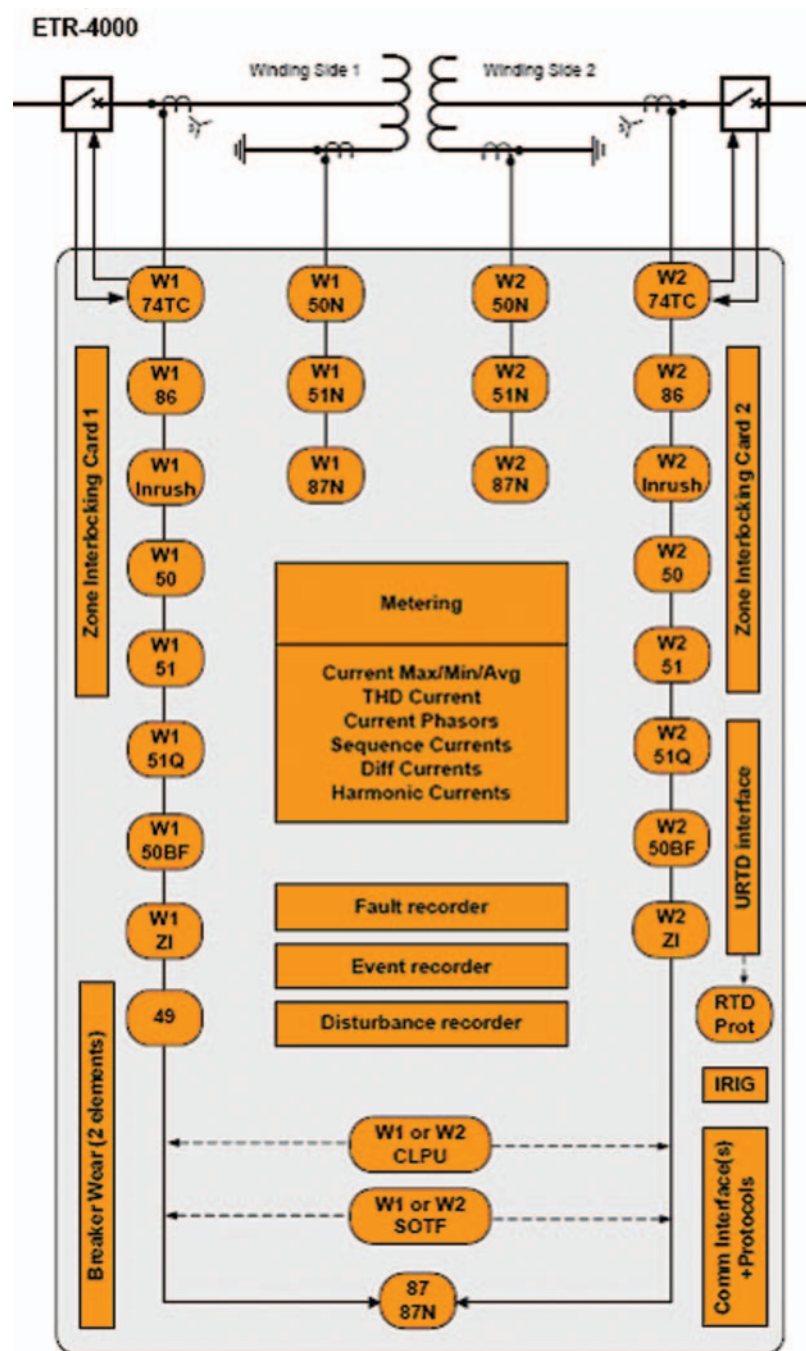 ETR-4000
Winding Side 1
Winding Side 2
W1
74TC
W1
50N
W2
50N
W2
74TC
Zone Interlocking Card 1
W1
86
W1
51N
W2
51N
W2
86
Zone Interlocking Card 2
W1
Inrush
W1
87N
W2
87N
W2
Inrush
W1
50
W2
50
Metering
W1
51
W2
51
Current Max/Min/Avg
THD Current
Current Phasors
Sequence Currents
Diff Currents
Harmonic Currents
W1
51Q
W2
51Q
URTD interface
W1
50BF
W2
50BF
Fault recorder
W1
ZI
W2
ZI
Event recorder
Breaker Wear (2 elements)
49
Disturbance recorder
RTD
Prot
IRIG
W1 or W2
CLPU
W1 or W2
SOTF
Comm Interface(s)
+Protocols
87
87N